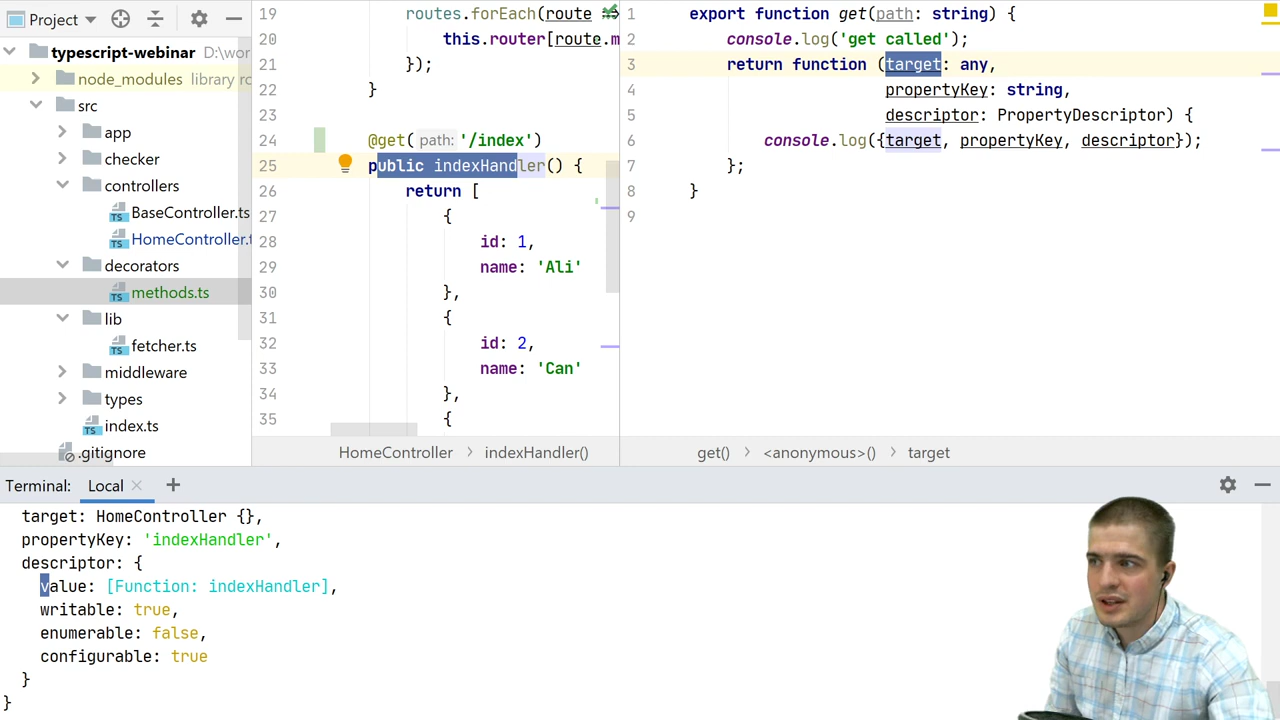 Project
typescript-webinar D:\wor
node_modules library ro
src
app
checker
controllers
BaseController.ts
HomeController.t
decorators
methods.ts
lib
fetcher.ts
middleware
types
index.ts
.gitignore
19 routes.forEach(route =>
20 this.router[route.m
21 });
22 }
23
24 @get( path: '/index')
25 public indexHandler() {
26 return [
27 {
28 id: 1,
29 name: 'Ali'
30 },
31 {
32 id: 2,
33 name: 'Can'
34 },
35 {
HomeController > indexHandler()
1 export function get(path: string) {
2 console.log('get called');
3 return function (target: any,
4 propertyKey: string,
5 descriptor: PropertyDescriptor) {
6 console.log({target, propertyKey, descriptor});
7 };
8 }
9
get() > <anonymous>() > target
Terminal: Local × +
target: HomeController {},
propertyKey: 'indexHandler',
descriptor: {
value: [Function: indexHandler],
writable: true,
enumerable: false,
configurable: true
}
}